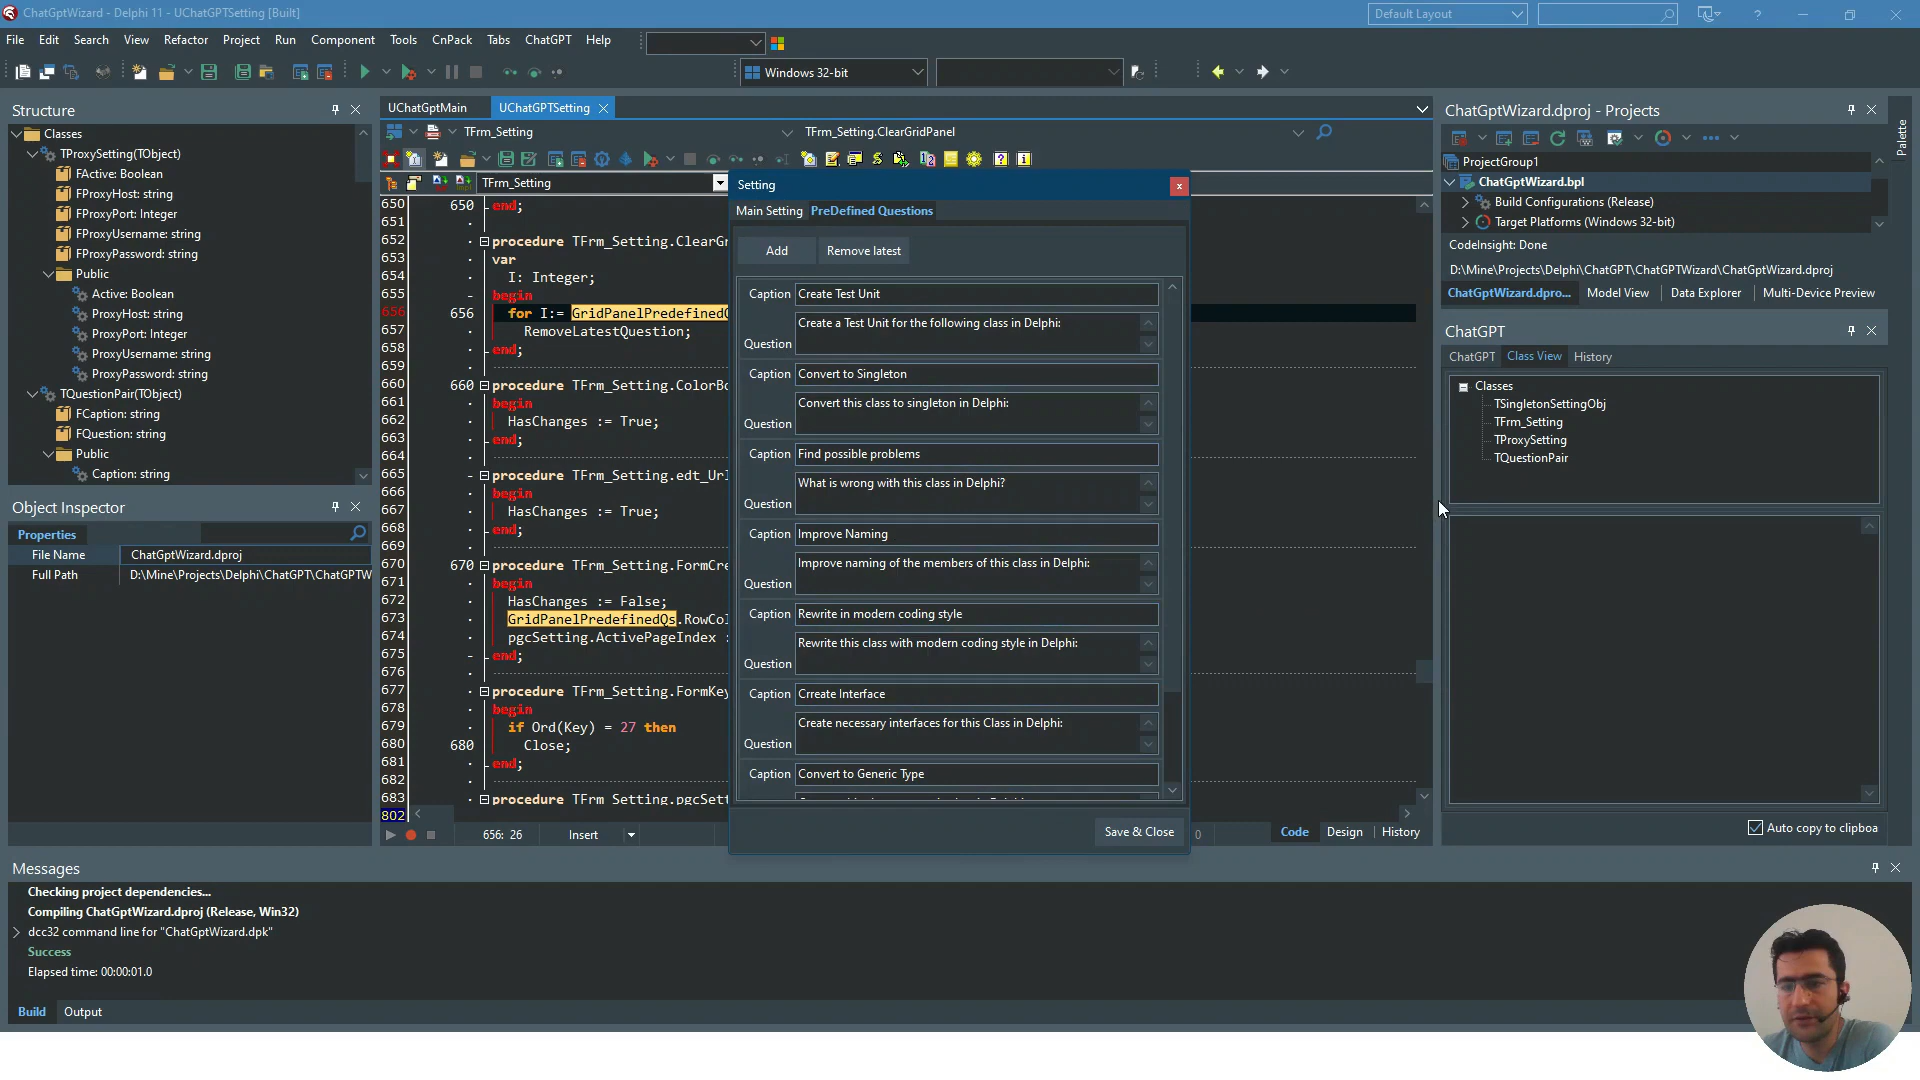 ChatGptWizard - Delphi 11 - UChatGPTSetting [Built]
Default Layout
File Edit Search View Refactor Project Run Component Tools CnPack Tabs ChatGPT Help
Windows 32-bit
Structure
Classes
TProxySetting(TObject)
FActive: Boolean
FProxyHost: string
FProxyPort: Integer
FProxyUsername: string
FProxyPassword: string
Public
Active: Boolean
ProxyHost: string
ProxyPort: Integer
ProxyUsername: string
ProxyPassword: string
TQuestionPair(TObject)
FCaption: string
FQuestion: string
Public
Caption: string
Object Inspector
Properties
File Name ChatGptWizard.dproj
Full Path D:\Mine\Projects\Delphi\ChatGPT\ChatGPTW
UChatGptMain UChatGPTSetting
TFrm_Setting TFrm_Setting.ClearGridPanel
TFrm_Setting
650 650 end;
651
652 procedure TFrm_Setting.ClearGr
653 var
654 I: Integer;
655 begin
656 656 for I:= GridPanelPredefinedQ
657 RemoveLatestQuestion;
658 end;
659
660 660 procedure TFrm_Setting.ColorBo
661 begin
662 HasChanges := True;
663 end;
664
665 procedure TFrm_Setting.edt_Url
666 begin
667 HasChanges := True;
668 end;
669
670 670 procedure TFrm_Setting.FormCre
671 begin
672 HasChanges := False;
673 GridPanelPredefinedQs.RowCol
674 pgcSetting.ActivePageIndex :
675 end;
676
677 procedure TFrm_Setting.FormKey
678 begin
679 if Ord(Key) = 27 then
680 680 Close;
681 end;
682
683 procedure TFrm_Setting.pgcSett
802
656: 26 Insert
0
Code Design History
Setting
Main Setting PreDefined Questions
Add Remove latest
Caption Create Test Unit
Create a Test Unit for the following class in Delphi:
Question
Caption Convert to Singleton
Convert this class to singleton in Delphi:
Question
Caption Find possible problems
What is wrong with this class in Delphi?
Question
Caption Improve Naming
Improve naming of the members of this class in Delphi:
Question
Caption Rewrite in modern coding style
Rewrite this class with modern coding style in Delphi:
Question
Caption Crreate Interface
Create necessary interfaces for this Class in Delphi:
Question
Caption Convert to Generic Type
Save & Close
ChatGptWizard.dproj - Projects
ProjectGroup1
ChatGptWizard.bpl
Build Configurations (Release)
Target Platforms (Windows 32-bit)
CodeInsight: Done
D:\Mine\Projects\Delphi\ChatGPT\ChatGPTWizard\ChatGptWizard.dproj
ChatGptWizard.dpro... Model View Data Explorer Multi-Device Preview
Palette
ChatGPT
ChatGPT Class View History
Classes
TSingletonSettingObj
TFrm_Setting
TProxySetting
TQuestionPair
Auto copy to clipboa
Messages
Checking project dependencies...
Compiling ChatGptWizard.dproj (Release, Win32)
dcc32 command line for "ChatGptWizard.dpk"
Success
Elapsed time: 00:00:01.0
Build Output